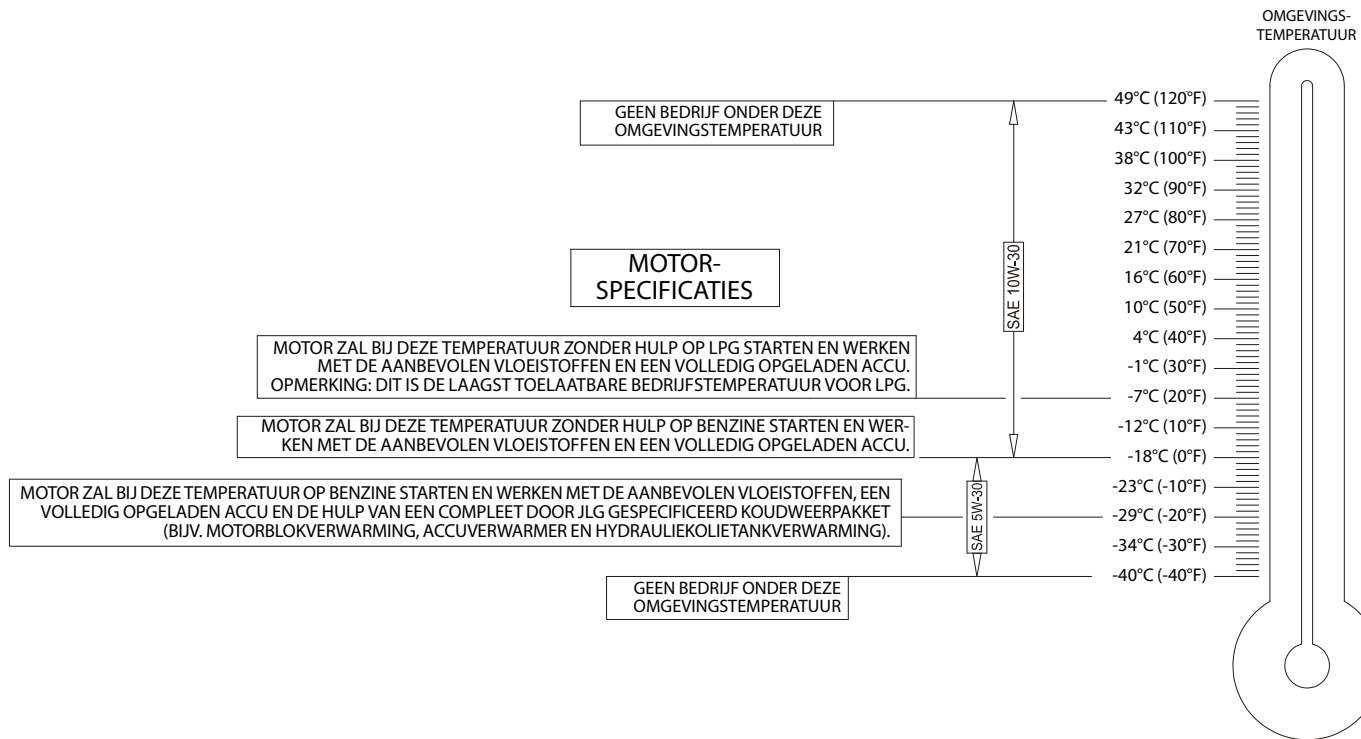 OMGEVINGS-
TEMPERATUUR
GEEN BEDRIJF ONDER DEZE
OMGEVINGSTEMPERATUUR
49°C (120°F)
43°C (110°F)
38°C (100°F)
32°C (90°F)
27°C (80°F)
21°C (70°F)
16°C (60°F)
10°C (50°F)
4°C (40°F)
-1°C (30°F)
-7°C (20°F)
-12°C (10°F)
-18°C (0°F)
-23°C (-10°F)
-29°C (-20°F)
-34°C (-30°F)
-40°C (-40°F)
SAE 10W-30
MOTOR-
SPECIFICATIES
MOTOR ZAL BIJ DEZE TEMPERATUUR ZONDER HULP OP LPG STARTEN EN WERKEN
MET DE AANBEVOLEN VLOEISTOFFEN EN EEN VOLLEDIG OPGELADEN ACCU.
OPMERKING: DIT IS DE LAAGST TOELAATBARE BEDRIJFSTEMPERATUUR VOOR LPG.
MOTOR ZAL BIJ DEZE TEMPERATUUR ZONDER HULP OP BENZINE STARTEN EN WER-
KEN MET DE AANBEVOLEN VLOEISTOFFEN EN EEN VOLLEDIG OPGELADEN ACCU.
MOTOR ZAL BIJ DEZE TEMPERATUUR OP BENZINE STARTEN EN WERKEN MET DE AANBEVOLEN VLOEISTOFFEN, EEN
VOLLEDIG OPGELADEN ACCU EN DE HULP VAN EEN COMPLEET DOOR JLG GESPECIFICEERD KOUDWEERPAKKET
(BIJV. MOTORBLOKVERWARMING, ACCUVERWARMER EN HYDRAULIEKOLIETANKVERWARMING).
SAE 5W-30
GEEN BEDRIJF ONDER DEZE
OMGEVINGSTEMPERATUUR